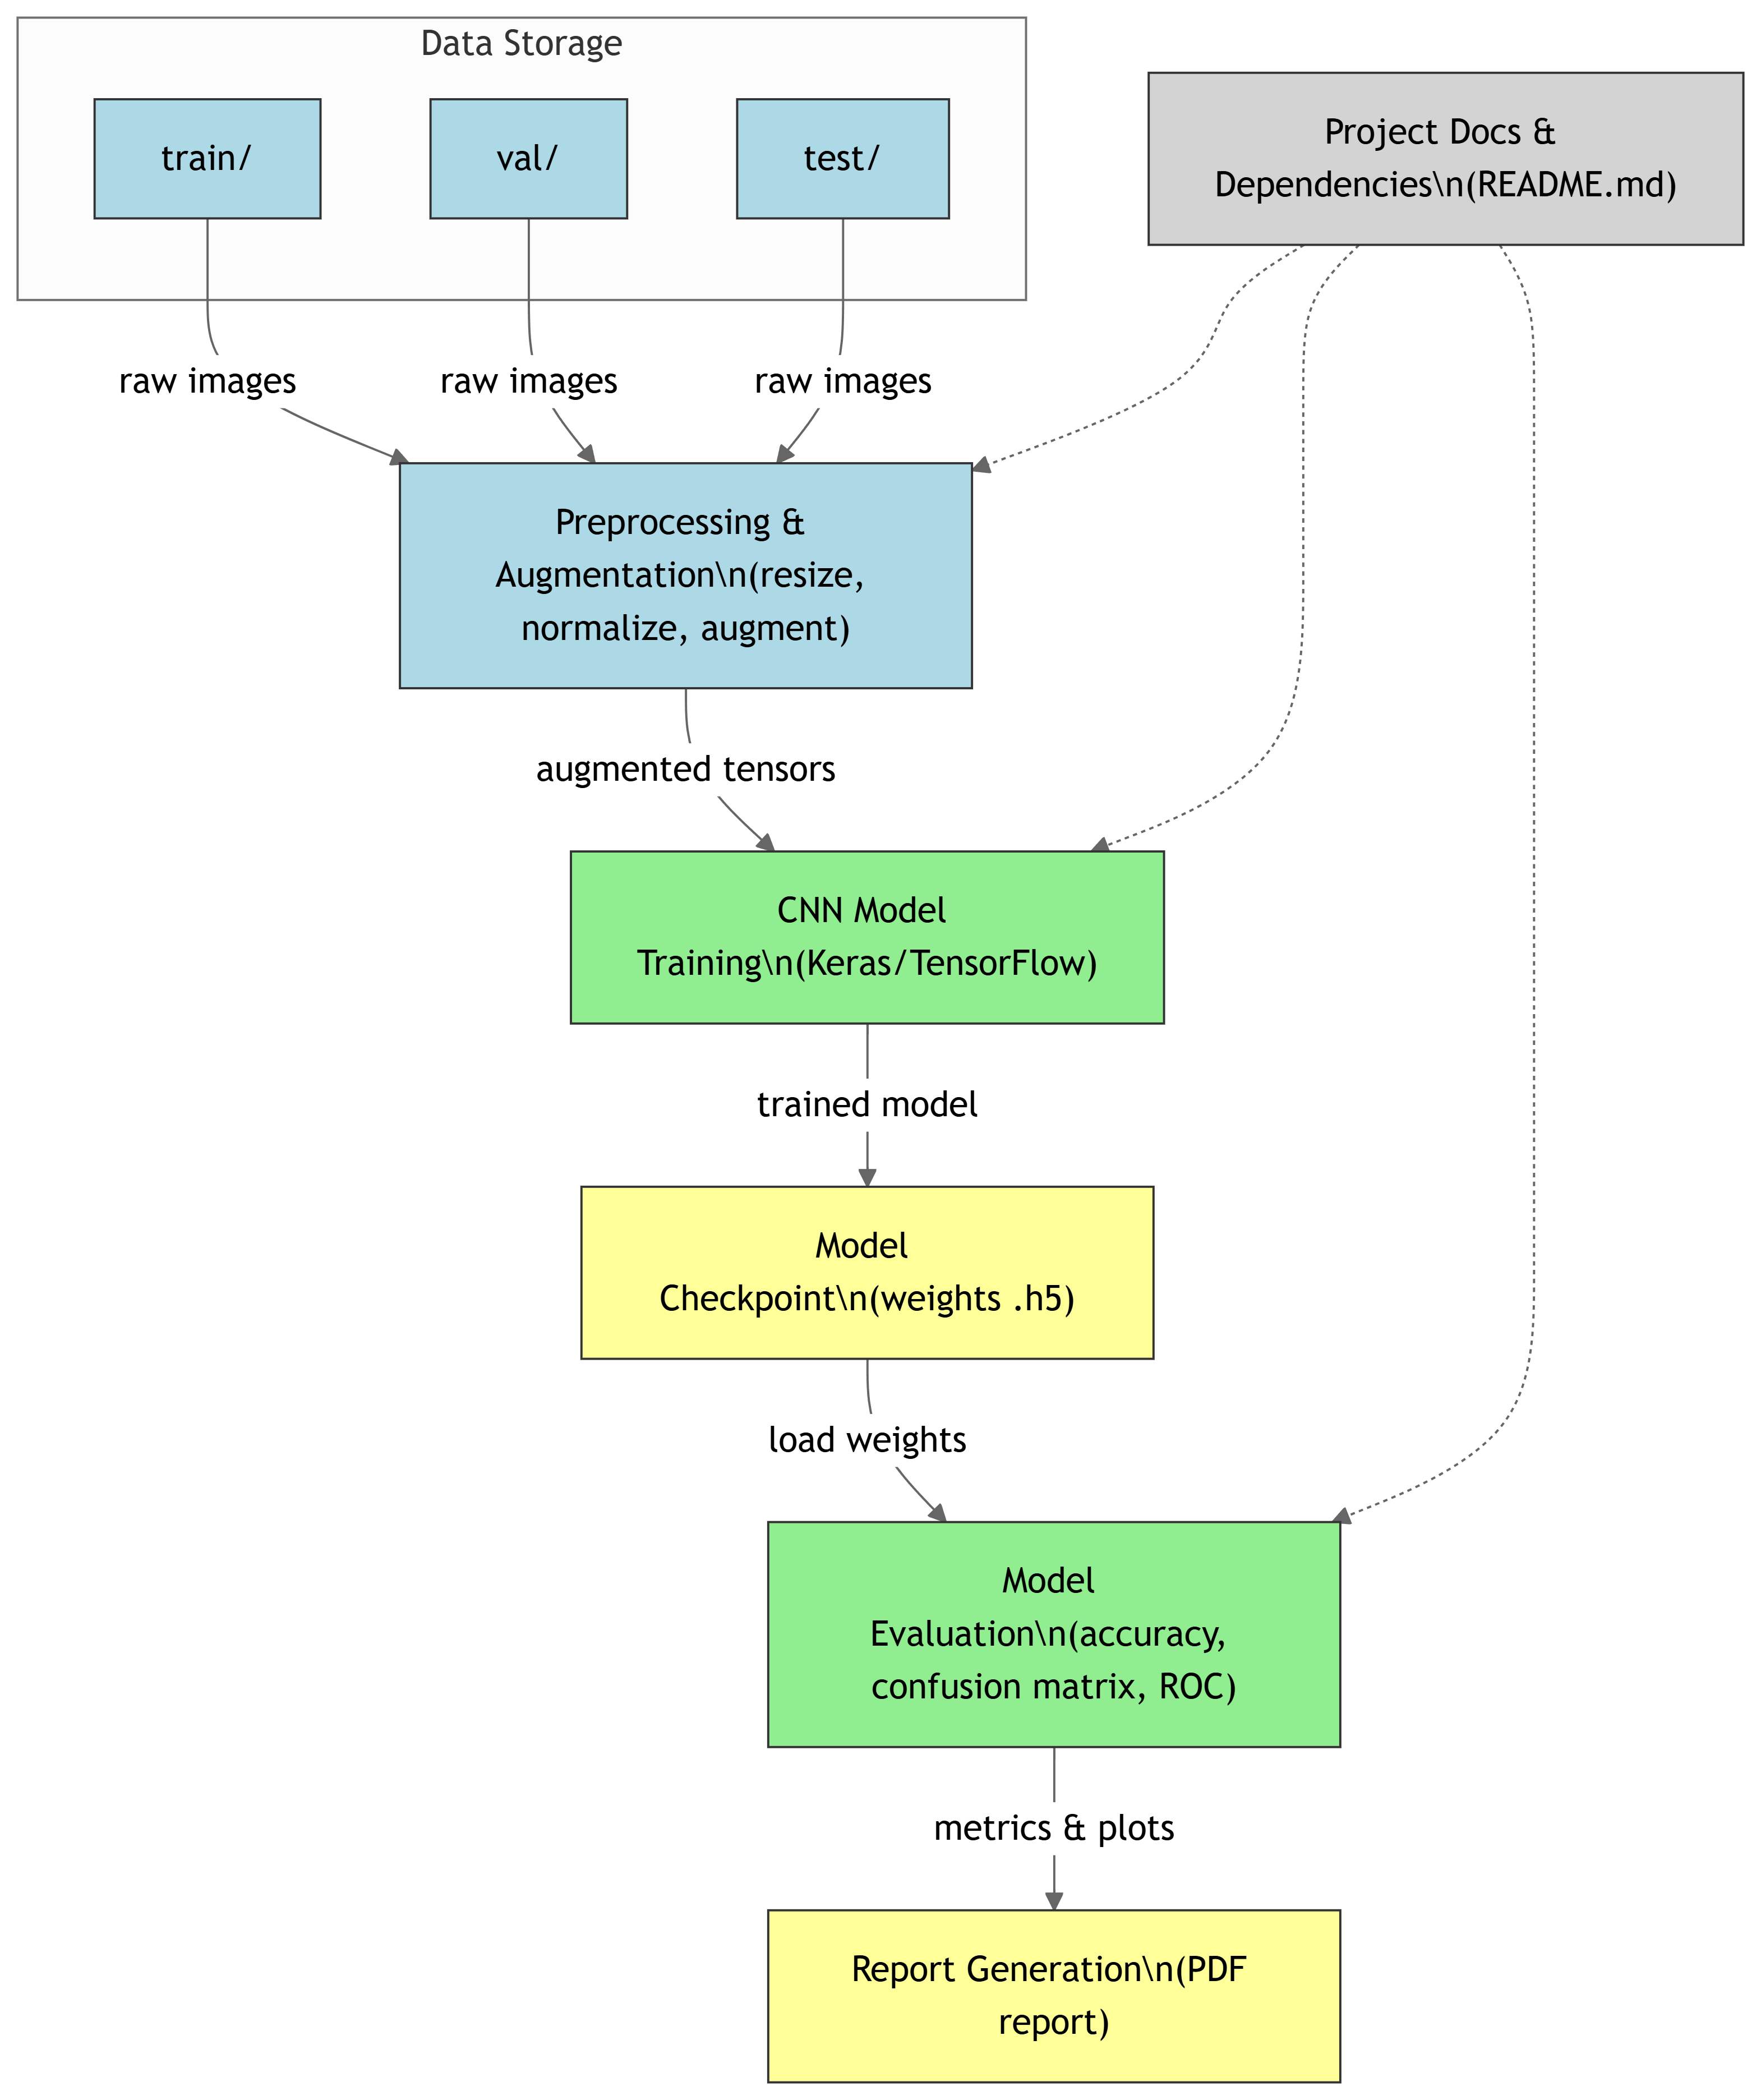 Data Storage
train/
val/
test/
Project Docs &
Dependencies\n(README.md)
raw images
raw images
raw images
Preprocessing &
Augmentation\n(resize,
normalize, augment)
augmented tensors
CNN Model
Training\n(Keras/TensorFlow)
trained model
Model
Checkpoint\n(weights .h5)
load weights
Model
Evaluation\n(accuracy,
confusion matrix, ROC)
metrics & plots
Report Generation\n(PDF
report)